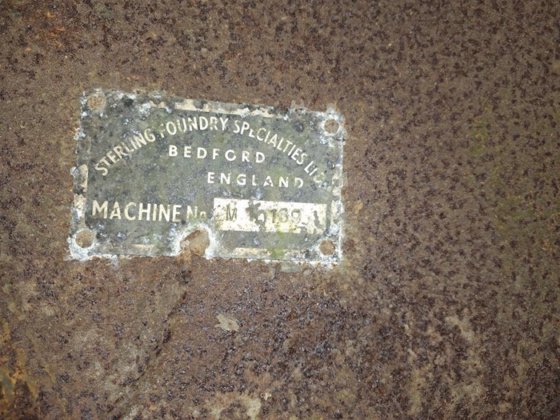 STERLING FOUNDRY SPECIALTIES LTD
BEDFORD
ENGLAND
MACHINE No.